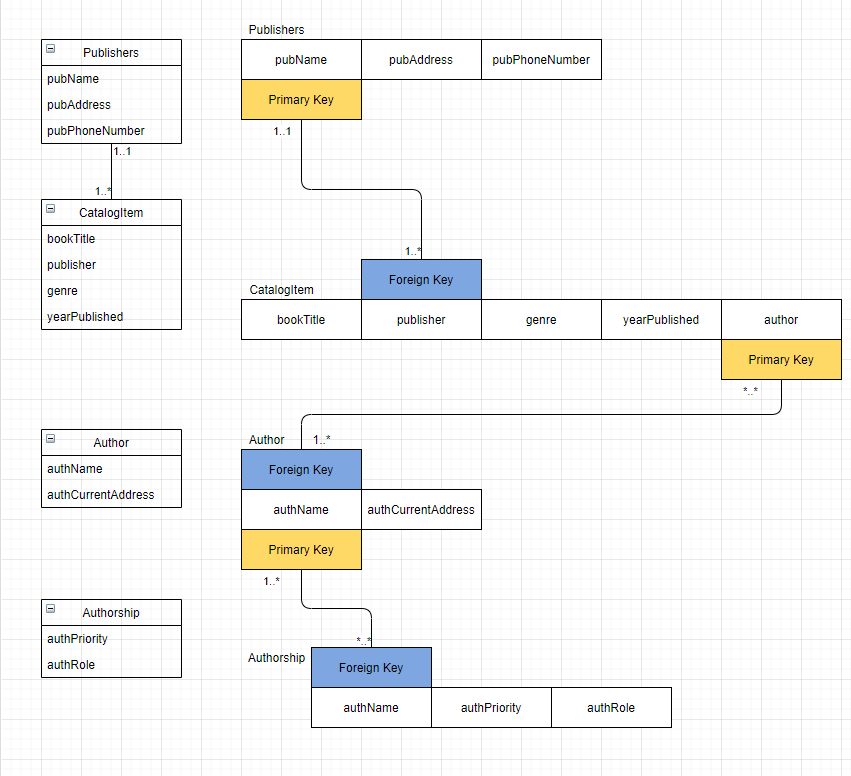 Publishers
pubName
pubAddress
pubPhoneNumber
1..1
1..*
CatalogItem
bookTitle
publisher
genre
yearPublished
Author
authName
authCurrentAddress
Authorship
authPriority
authRole
Publishers
pubName pubAddress pubPhoneNumber
Primary Key
1..1
1..*
Foreign Key
CatalogItem
bookTitle publisher genre yearPublished author
Primary Key
*..*
Author 1..*
Foreign Key
authName authCurrentAddress
Primary Key
1..*
*..*
Authorship Foreign Key
authName authPriority authRole